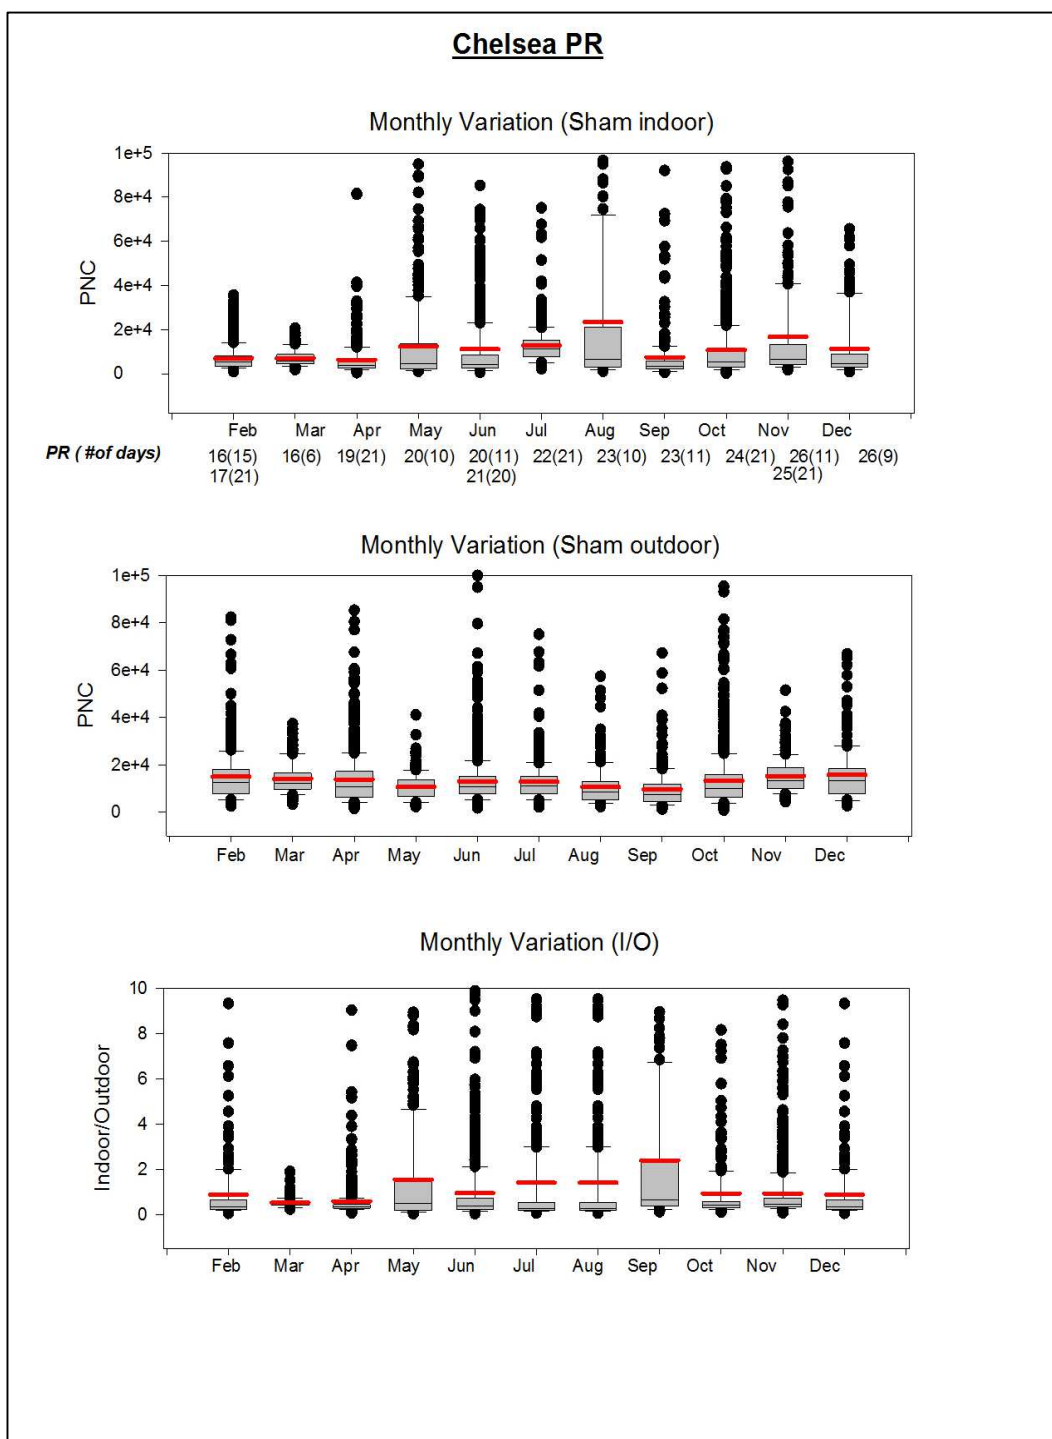 Chelsea PR
Monthly Variation (Sham indoor)
1e+5
8e+4
6e+4
4e+4
2e+4
0
PNC
Feb Mar Apr May Jun Jul Aug Sep Oct Nov Dec
PR ( #of days) 16(15) 16(6) 19(21) 20(10) 20(11) 22(21) 23(10) 23(11) 24(21) 26(11) 26(9)
17(21) 21(20) 25(21)
Monthly Variation (Sham outdoor)
1e+5
8e+4
6e+4
4e+4
2e+4
0
PNC
Feb Mar Apr May Jun Jul Aug Sep Oct Nov Dec
Monthly Variation (I/O)
10
8
6
4
2
0
Indoor/Outdoor
Feb Mar Apr May Jun Jul Aug Sep Oct Nov Dec